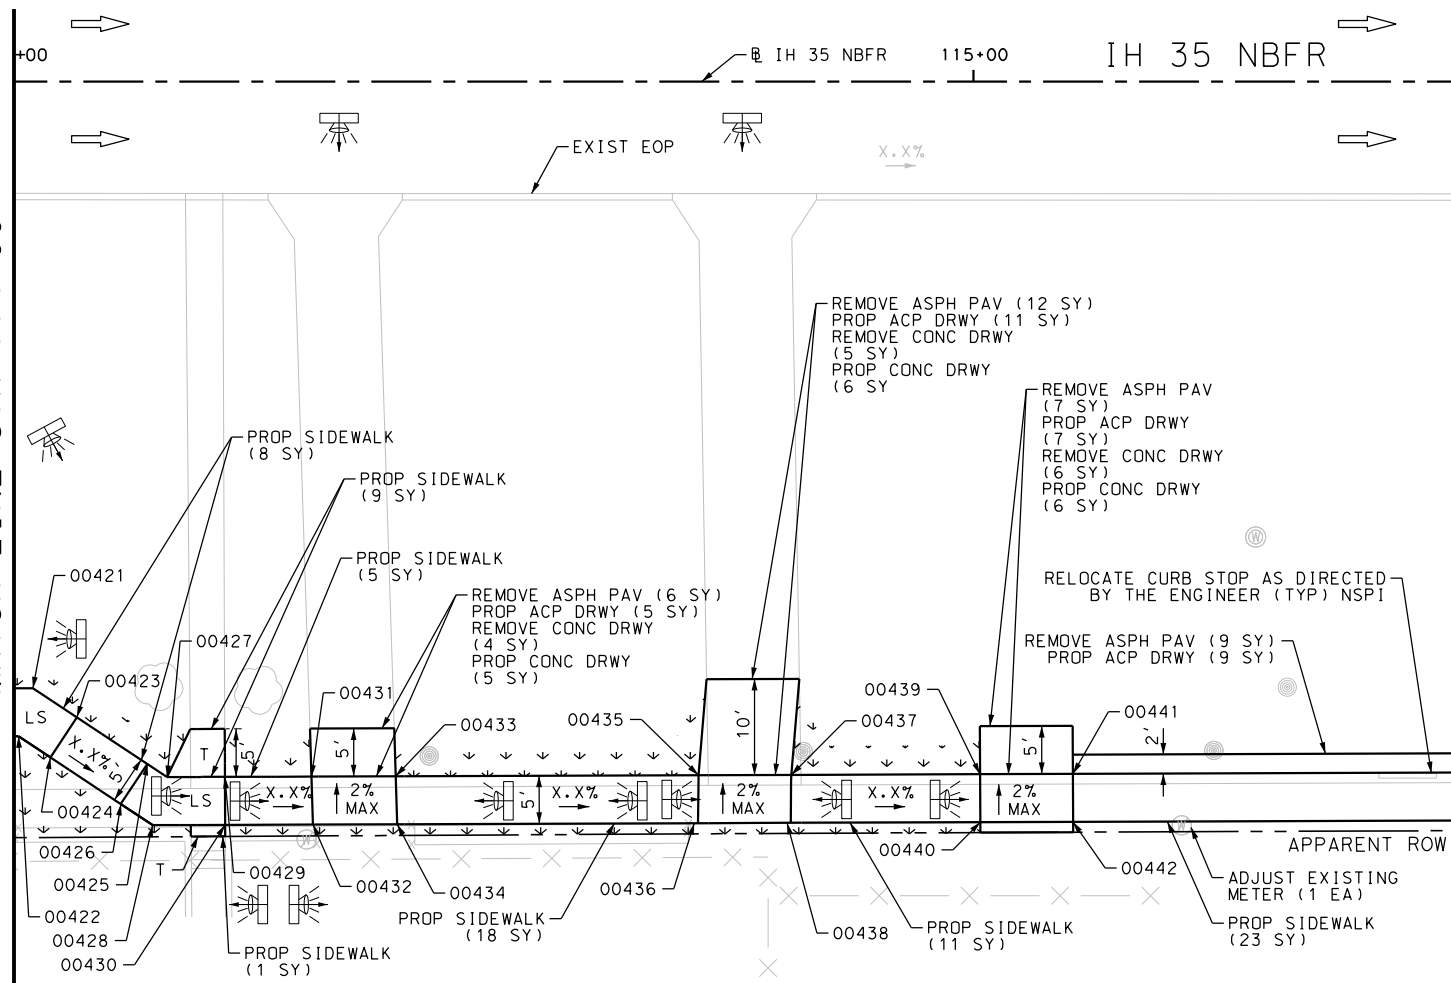 +00
℄ IH 35 NBFR
115+00
IH 35 NBFR
EXIST EOP
X.X%
REMOVE ASPH PAV (12 SY)
PROP ACP DRWY (11 SY)
REMOVE CONC DRWY
(5 SY)
PROP CONC DRWY
(6 SY
REMOVE ASPH PAV
(7 SY)
PROP ACP DRWY
(7 SY)
REMOVE CONC DRWY
(6 SY)
PROP CONC DRWY
(6 SY)
PROP SIDEWALK
(8 SY)
PROP SIDEWALK
(9 SY)
PROP SIDEWALK
(5 SY)
W
RELOCATE CURB STOP AS DIRECTED
BY THE ENGINEER (TYP) NSPI
00421
REMOVE ASPH PAV (6 SY)
PROP ACP DRWY (5 SY)
REMOVE CONC DRWY
(4 SY)
PROP CONC DRWY
(5 SY)
REMOVE ASPH PAV (9 SY)
PROP ACP DRWY (9 SY)
00427
00423
00431
00433
00435
00439
00437
00441
LS
X.X%
5'
T
5'
5'
10'
5'
2'
LS
X.X%
2%
MAX
5'
X.X%
2%
MAX
X.X%
2%
MAX
00424
W
W
00426
T
00425
00429
00432
00434
00436
00440
00442
APPARENT ROW
ADJUST EXISTING
METER (1 EA)
00422
00428
00430
PROP SIDEWALK
(1 SY)
PROP SIDEWALK
(18 SY)
00438
PROP SIDEWALK
(11 SY)
PROP SIDEWALK
(23 SY)